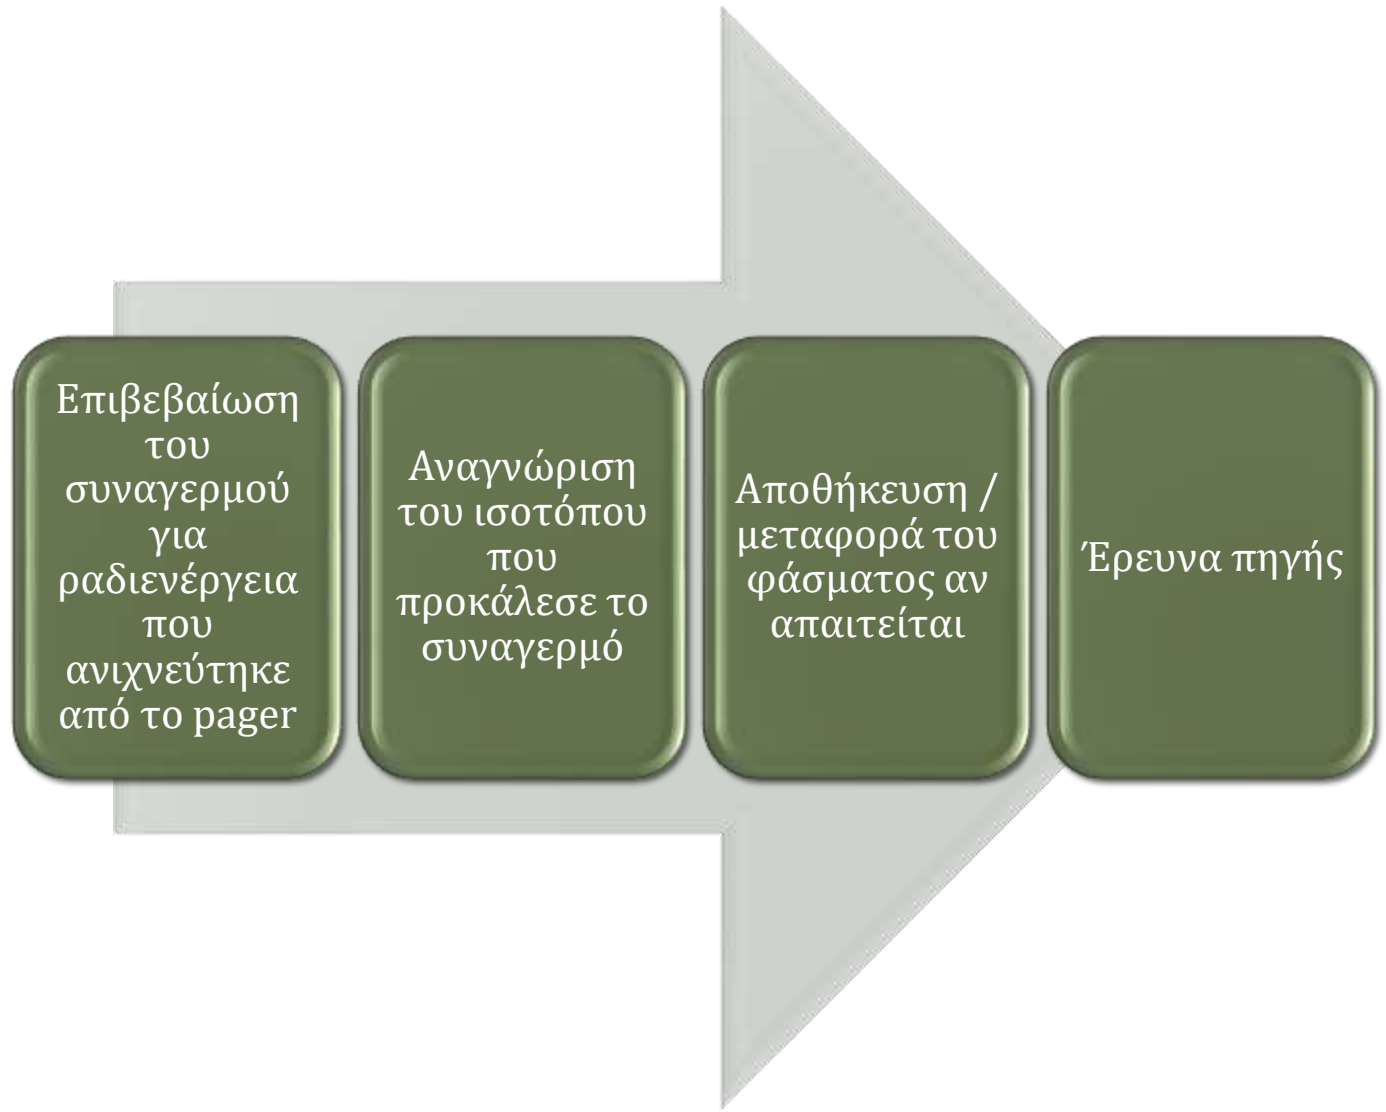 Επιβεβαίωση
του
συναγερμού
για
ραδιενέργεια
που
ανιχνεύτηκε
από το pager
Αναγνώριση
του ισοτόπου
που
προκάλεσε το
συναγερμό
Αποθήκευση /
μεταφορά του
φάσματος αν
απαιτείται
Έρευνα πηγής